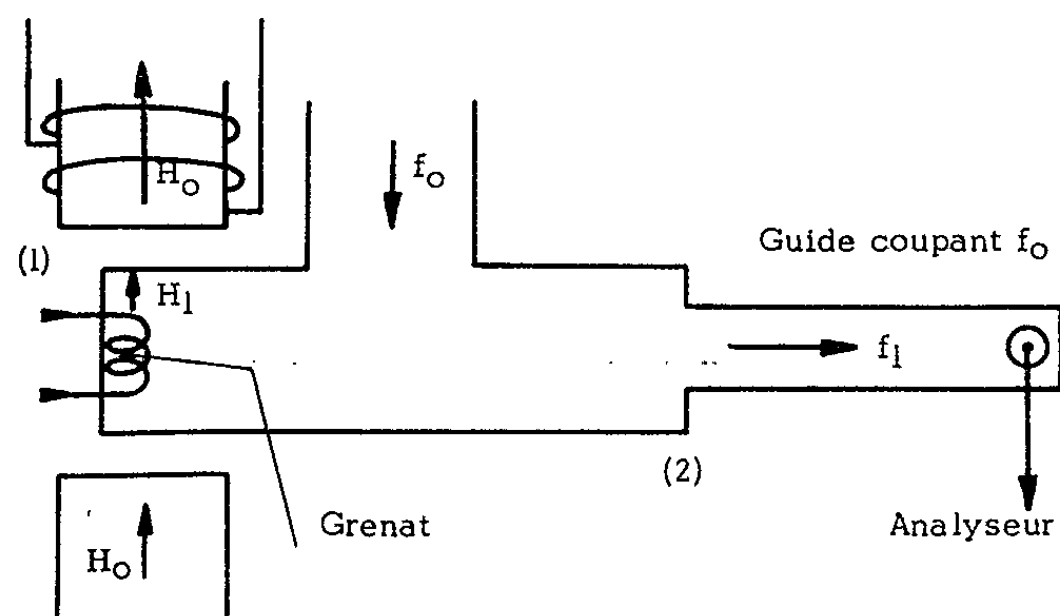 H₀
f₀
(1)
Guide coupant f₀
H₁
f₁
(2)
Grenat
Analyseur
H₀